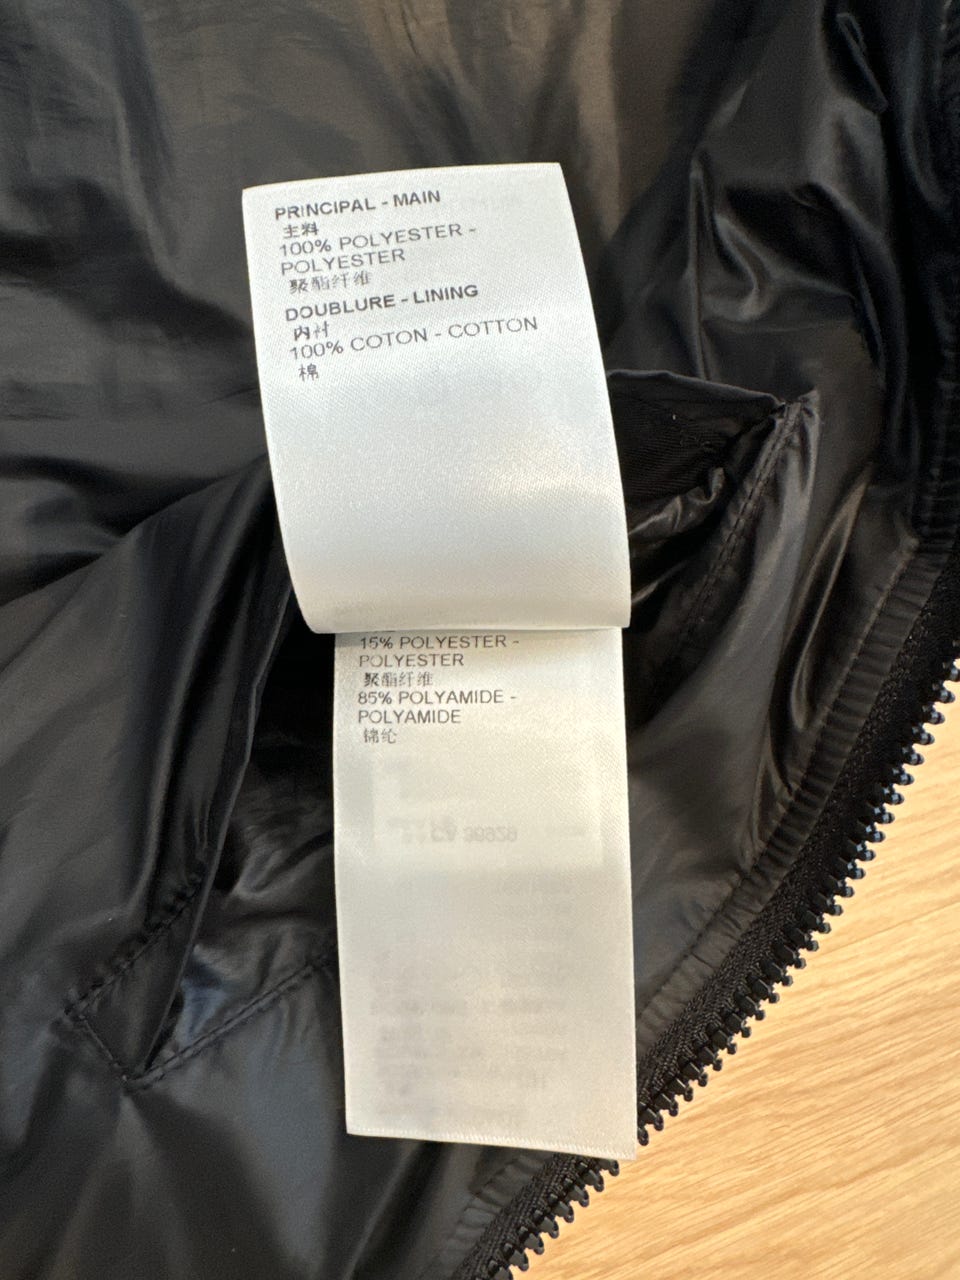 PRINCIPAL - MAIN
主料
100% POLYESTER -
POLYESTER
聚酯纤维
DOUBLURE - LINING
内衬
100% COTON - COTTON
棉
15% POLYESTER -
POLYESTER
聚酯纤维
85% POLYAMIDE -
POLYAMIDE
锦纶